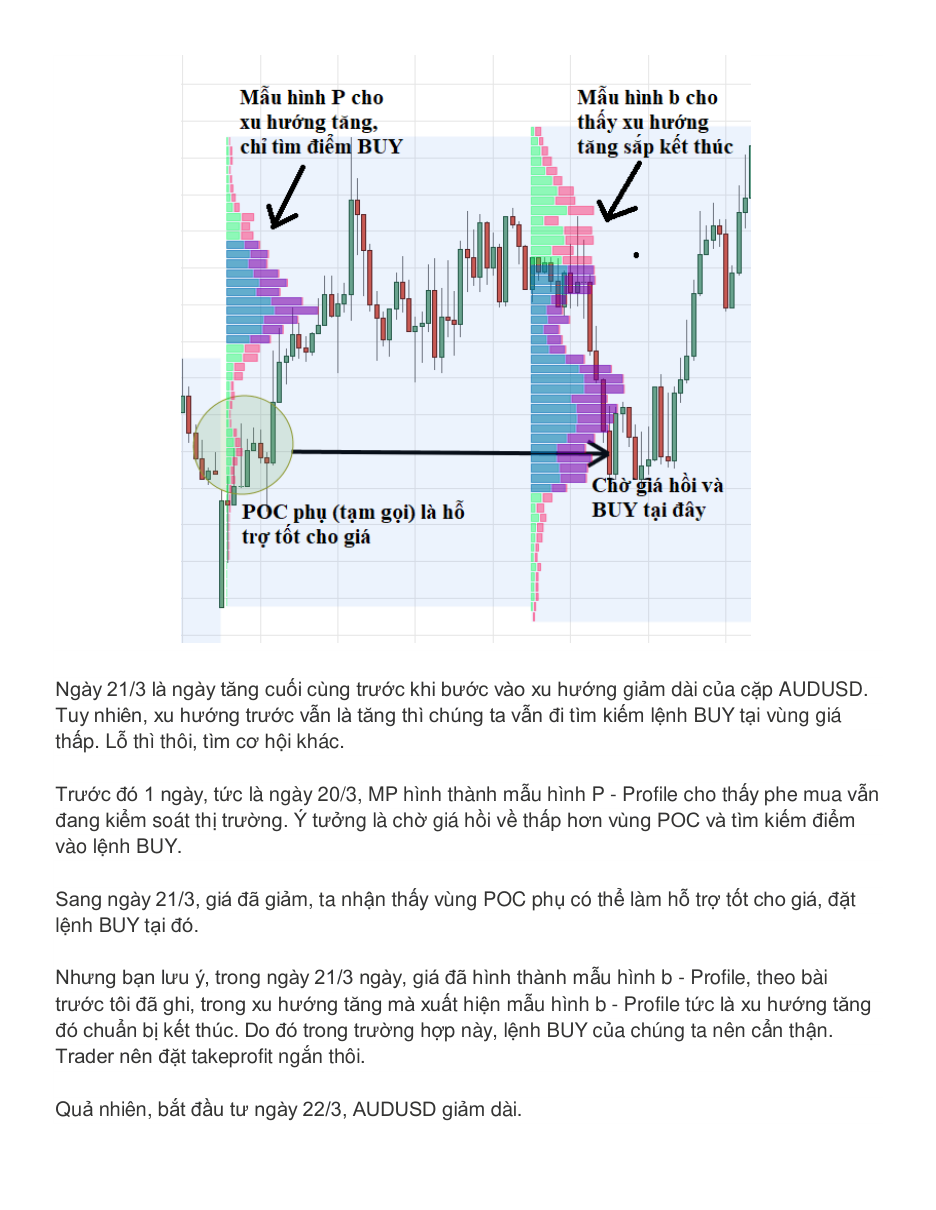 Mẫu hình P cho
xu hướng tăng,
chỉ tìm điểm BUY
Mẫu hình b cho
thấy xu hướng
tăng sắp kết thúc
POC phụ (tạm gọi) là hỗ
trợ tốt cho giá
Chờ giá hồi và
BUY tại đây
Ngày 21/3 là ngày tăng cuối cùng trước khi bước vào xu hướng giảm dài của cặp AUDUSD.
Tuy nhiên, xu hướng trước vẫn là tăng thì chúng ta vẫn đi tìm kiếm lệnh BUY tại vùng giá
thấp. Lỗ thì thôi, tìm cơ hội khác.
Trước đó 1 ngày, tức là ngày 20/3, MP hình thành mẫu hình P - Profile cho thấy phe mua vẫn
đang kiểm soát thị trường. Ý tưởng là chờ giá hồi về thấp hơn vùng POC và tìm kiếm điểm
vào lệnh BUY.
Sang ngày 21/3, giá đã giảm, ta nhận thấy vùng POC phụ có thể làm hỗ trợ tốt cho giá, đặt
lệnh BUY tại đó.
Nhưng bạn lưu ý, trong ngày 21/3 ngày, giá đã hình thành mẫu hình b - Profile, theo bài
trước tôi đã ghi, trong xu hướng tăng mà xuất hiện mẫu hình b - Profile tức là xu hướng tăng
đó chuẩn bị kết thúc. Do đó trong trường hợp này, lệnh BUY của chúng ta nên cẩn thận.
Trader nên đặt takeprofit ngắn thôi.
Quả nhiên, bắt đầu tư ngày 22/3, AUDUSD giảm dài.